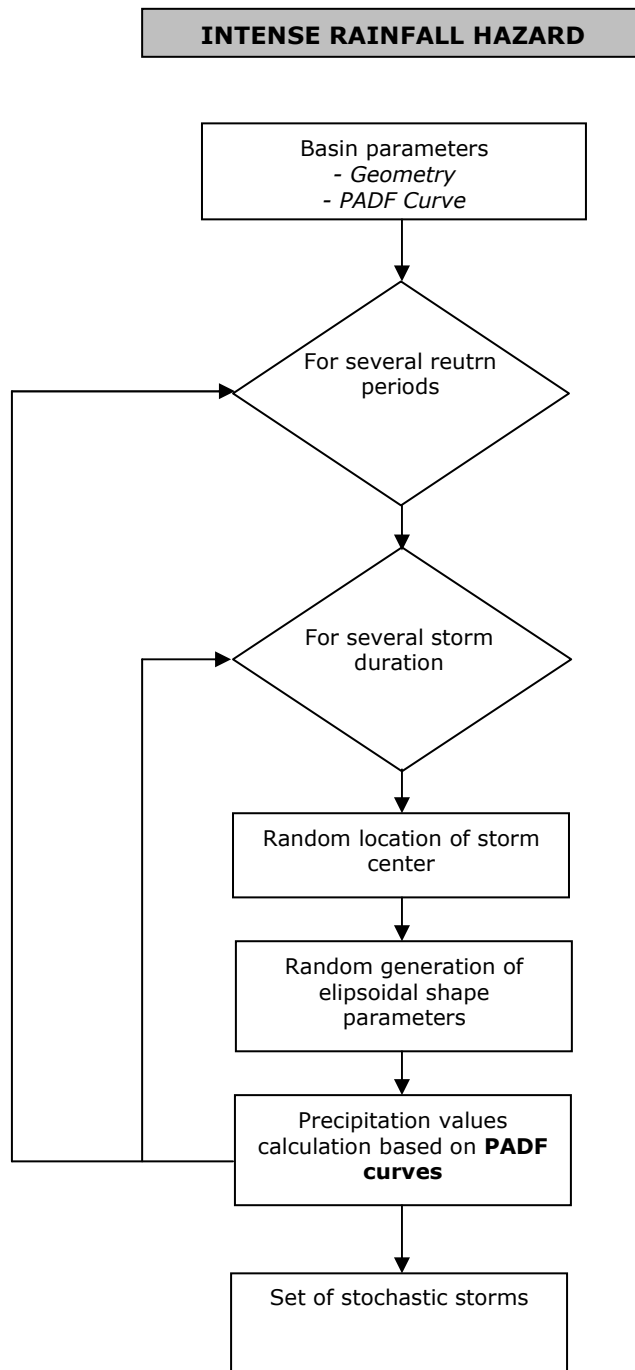 INTENSE RAINFALL HAZARD
Basin parameters
- Geometry
- PADF Curve
For several reutrn
periods
For several storm
duration
Random location of storm
center
Random generation of
elipsoidal shape
parameters
Precipitation values
calculation based on PADF
curves
Set of stochastic storms